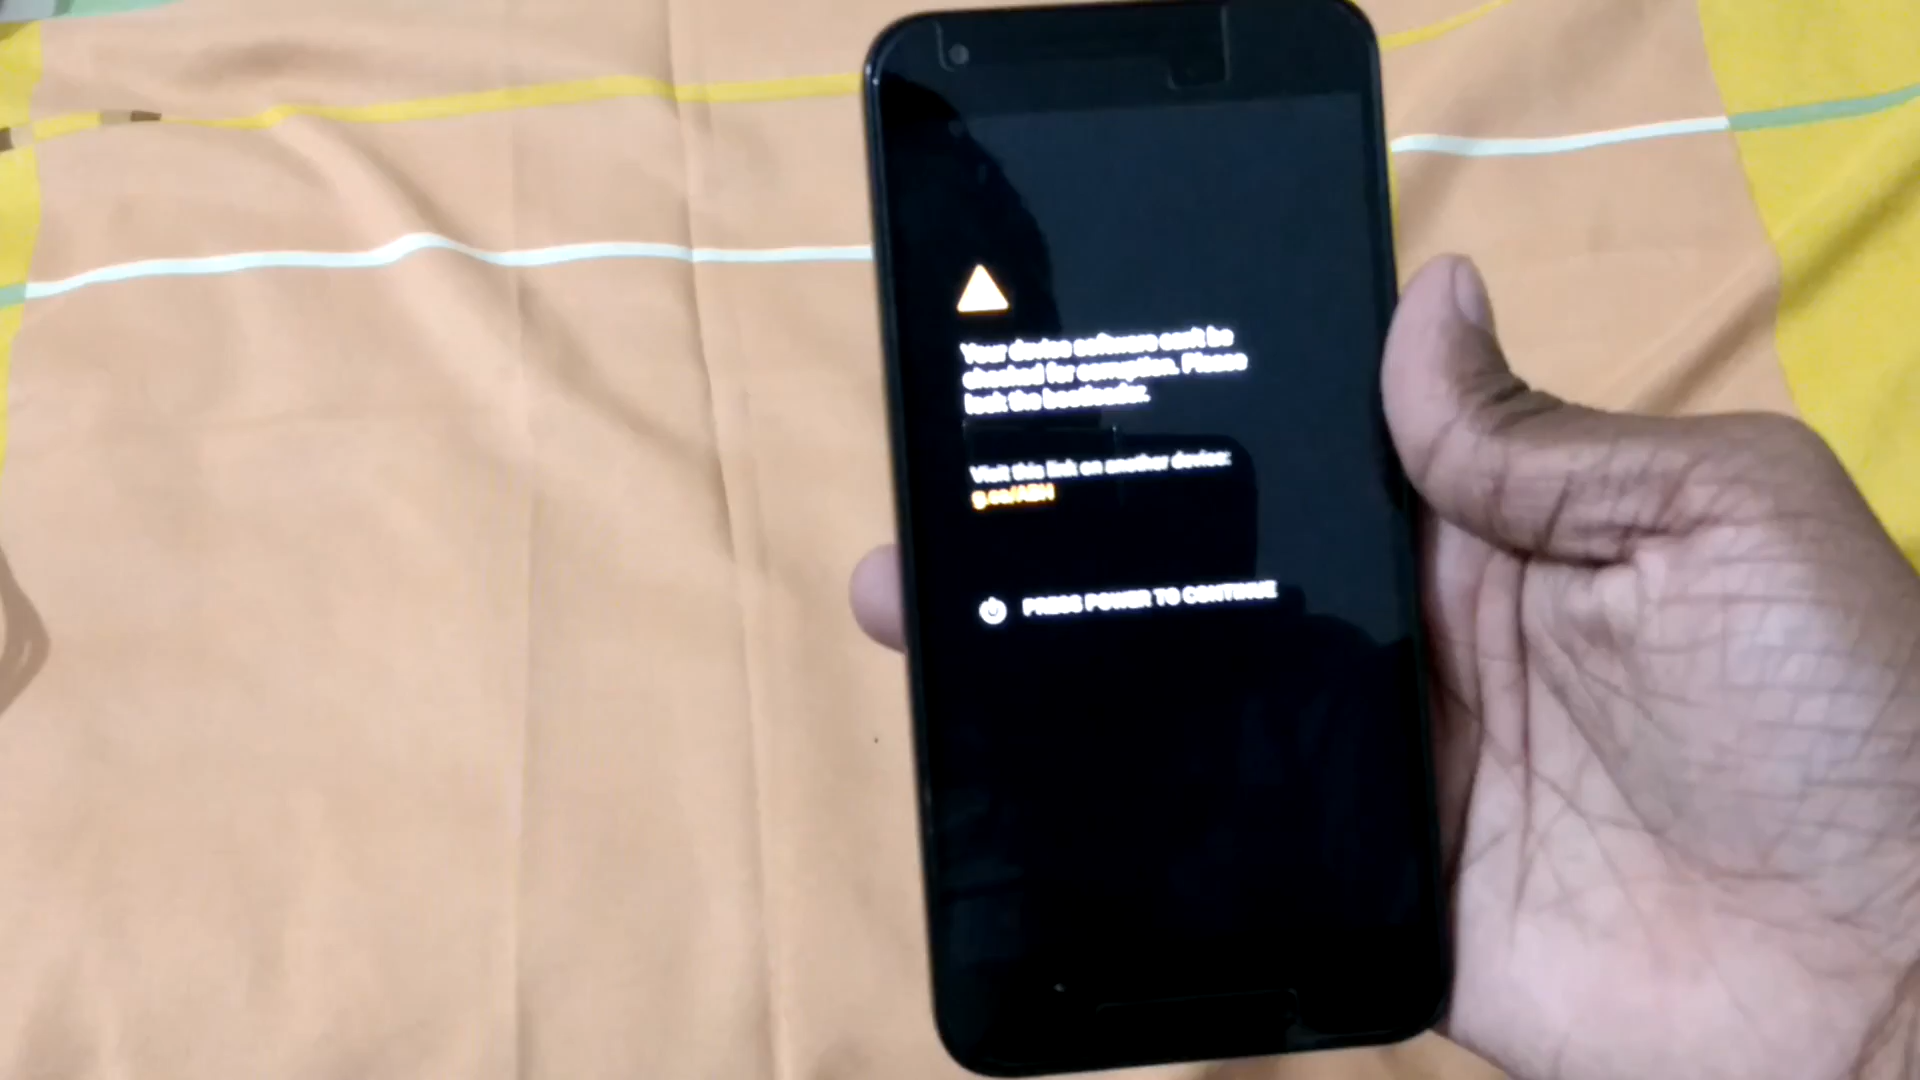 Your device software can't be
checked for corruption. Please
lock the bootloader.
Visit this link on another device:
g.co/ABH
PRESS POWER TO CONTINUE